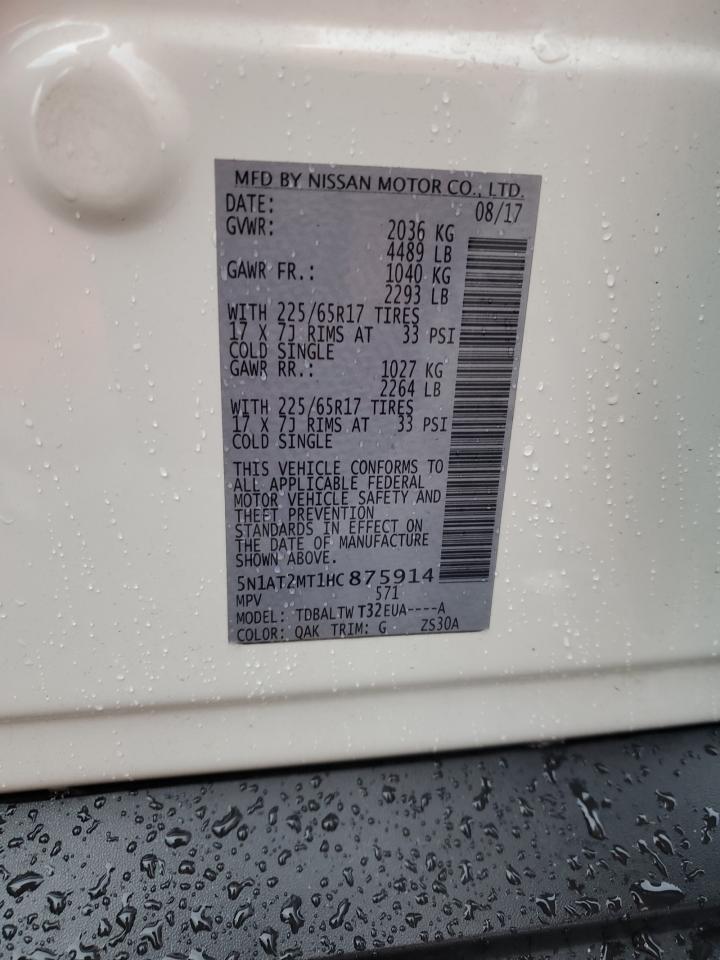 MFD BY NISSAN MOTOR CO., LTD.
DATE: 08/17
GVWR: 2036 KG
4489 LB
GAWR FR.: 1040 KG
2293 LB
WITH 225/65R17 TIRES
17 X 7J RIMS AT 33 PSI
COLD SINGLE
GAWR RR.: 1027 KG
2264 LB
WITH 225/65R17 TIRES
17 X 7J RIMS AT 33 PSI
COLD SINGLE
THIS VEHICLE CONFORMS TO
ALL APPLICABLE FEDERAL
MOTOR VEHICLE SAFETY AND
THEFT PREVENTION
STANDARDS IN EFFECT ON
THE DATE OF MANUFACTURE
SHOWN ABOVE.
5N1AT2MT1HC875914
MPV 571
MODEL: TDBALTW T32EUA----A
COLOR: QAK TRIM: G ZS30A